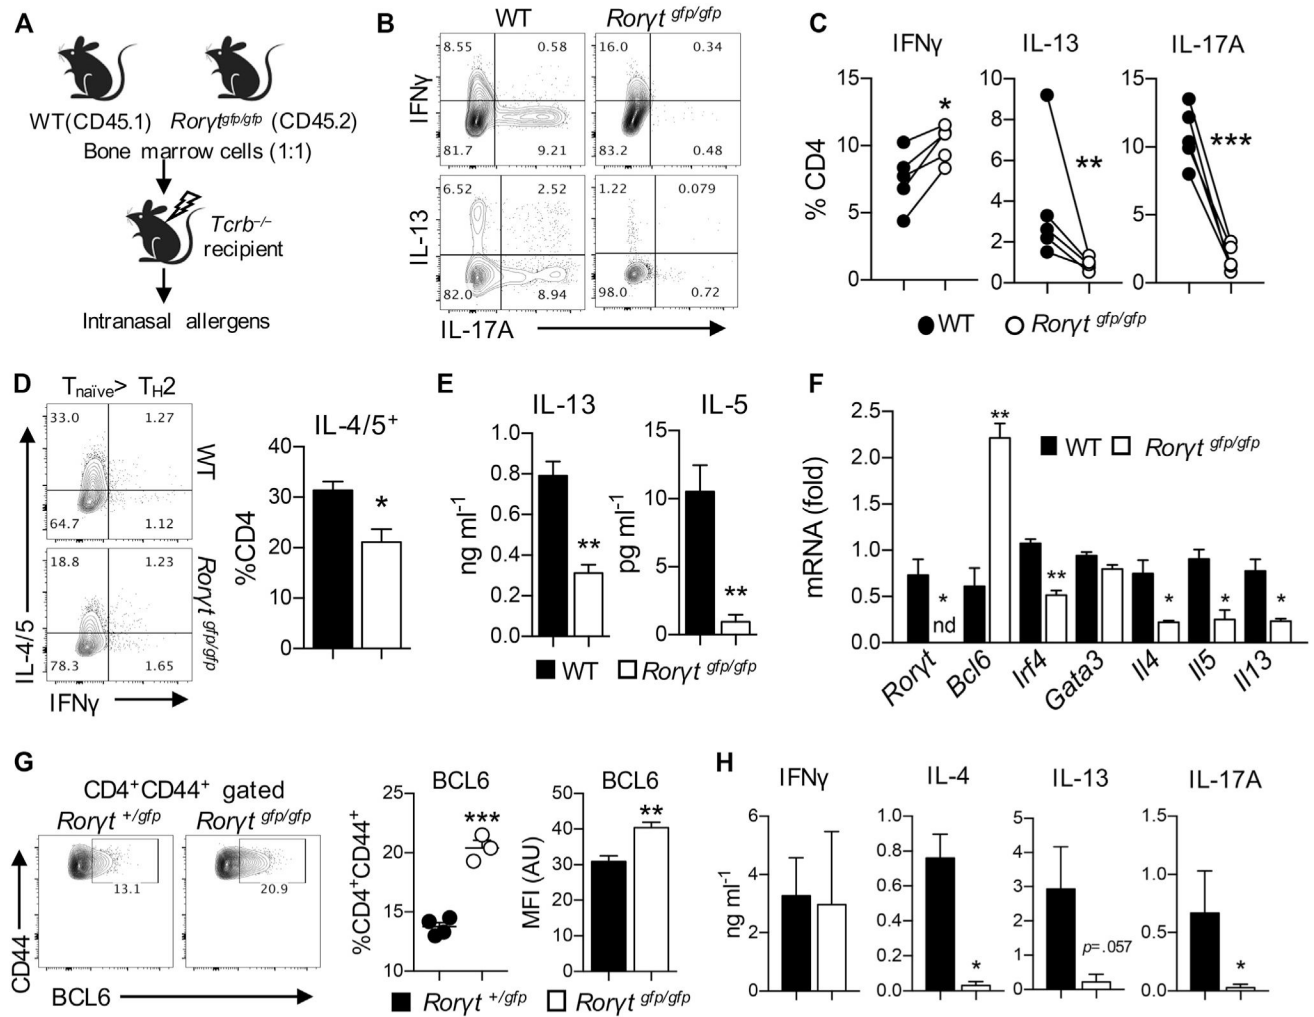 A
WT(CD45.1) Rorγt gfp/gfp (CD45.2)
Bone marrow cells (1:1)
Tcrb–/–
recipient
Intranasal allergens
B
WT Rorγt gfp/gfp
IFNγ
8.55 0.58
81.7 9.21
16.0 0.34
83.2 0.48
IL-13
6.52 2.52
82.0 8.94
1.22 0.079
98.0 0.72
IL-17A
C
IFNγ IL-13 IL-17A
% CD4
15
10
5
0
*
10
8
6
4
2
0
**
15
10
5
0
***
WT Rorγt gfp/gfp
D
Tnaïve> TH2
33.0 1.27
64.7 1.12
WT
18.8 1.23
78.3 1.65
Rorγt gfp/gfp
IL-4/5
IFNγ
IL-4/5+
%CD4
40
30
20
10
0
*
E
IL-13 IL-5
ng ml-1
1.0
0.8
0.6
0.4
0.2
0.0
**
pg ml-1
15
10
5
0
**
WT Rorγt gfp/gfp
F
mRNA (fold)
2.5
2.0
1.5
1.0
0.5
0.0
WT Rorγt gfp/gfp
* nd ** ** * * *
Rorγt Bcl6 Irf4 Gata3 Il4 Il5 Il13
G
CD4+CD44+ gated
Rorγt +/gfp Rorγt gfp/gfp
13.1 20.9
CD44
BCL6
BCL6
%CD4+CD44+
25
20
15
10
***
BCL6
MFI (AU)
50
40
30
20
10
0
**
Rorγt +/gfp Rorγt gfp/gfp
H
IFNγ IL-4 IL-13 IL-17A
ng ml-1
6
4
2
0
1.0
0.8
0.6
0.4
0.2
0.0
*
5
4
3
2
1
0
p=.057
1.5
1.0
0.5
0.0
*